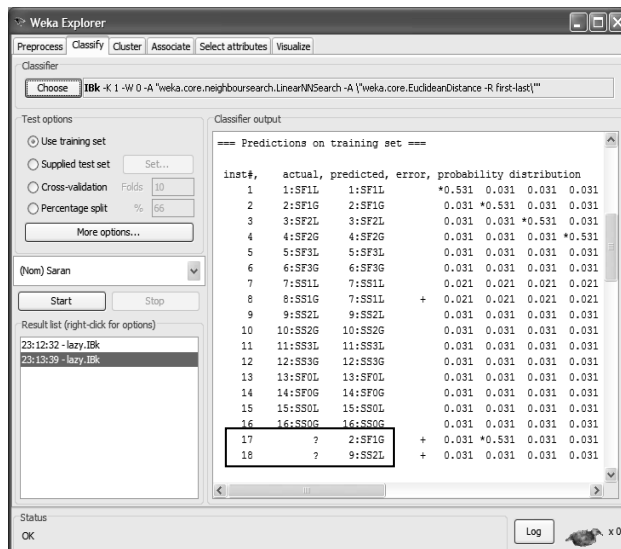 Weka Explorer
Preprocess Classify Cluster Associate Select attributes Visualize
Classifier
Choose IBk -K 1 -W 0 -A "weka.core.neighboursearch.LinearNNSearch -A \"weka.core.EuclideanDistance -R first-last\""
Test options
Use training set
Supplied test set Set...
Cross-validation Folds 10
Percentage split % 66
More options...
(Nom) Saran
Start Stop
Result list (right-click for options)
23:12:32 - lazy.IBk
23:13:39 - lazy.IBk
Classifier output
=== Predictions on training set ===
inst#, actual, predicted, error, probability distribution
1 1:SF1L 1:SF1L *0.531 0.031 0.031 0.031
2 2:SF1G 2:SF1G 0.031 *0.531 0.031 0.031
3 3:SF2L 3:SF2L 0.031 0.031 *0.531 0.031
4 4:SF2G 4:SF2G 0.031 0.031 0.031 *0.531
5 5:SF3L 5:SF3L 0.031 0.031 0.031 0.031
6 6:SF3G 6:SF3G 0.031 0.031 0.031 0.031
7 7:SS1L 7:SS1L 0.021 0.021 0.021 0.021
8 8:SS1G 7:SS1L + 0.021 0.021 0.021 0.021
9 9:SS2L 9:SS2L 0.031 0.031 0.031 0.031
10 10:SS2G 10:SS2G 0.031 0.031 0.031 0.031
11 11:SS3L 11:SS3L 0.031 0.031 0.031 0.031
12 12:SS3G 12:SS3G 0.031 0.031 0.031 0.031
13 13:SF0L 13:SF0L 0.031 0.031 0.031 0.031
14 14:SF0G 14:SF0G 0.031 0.031 0.031 0.031
15 15:SS0L 15:SS0L 0.031 0.031 0.031 0.031
16 16:SS0G 16:SS0G 0.031 0.031 0.031 0.031
17 ? 2:SF1G + 0.031 *0.531 0.031 0.031
18 ? 9:SS2L + 0.031 0.031 0.031 0.031
Status
OK
Log
x 0